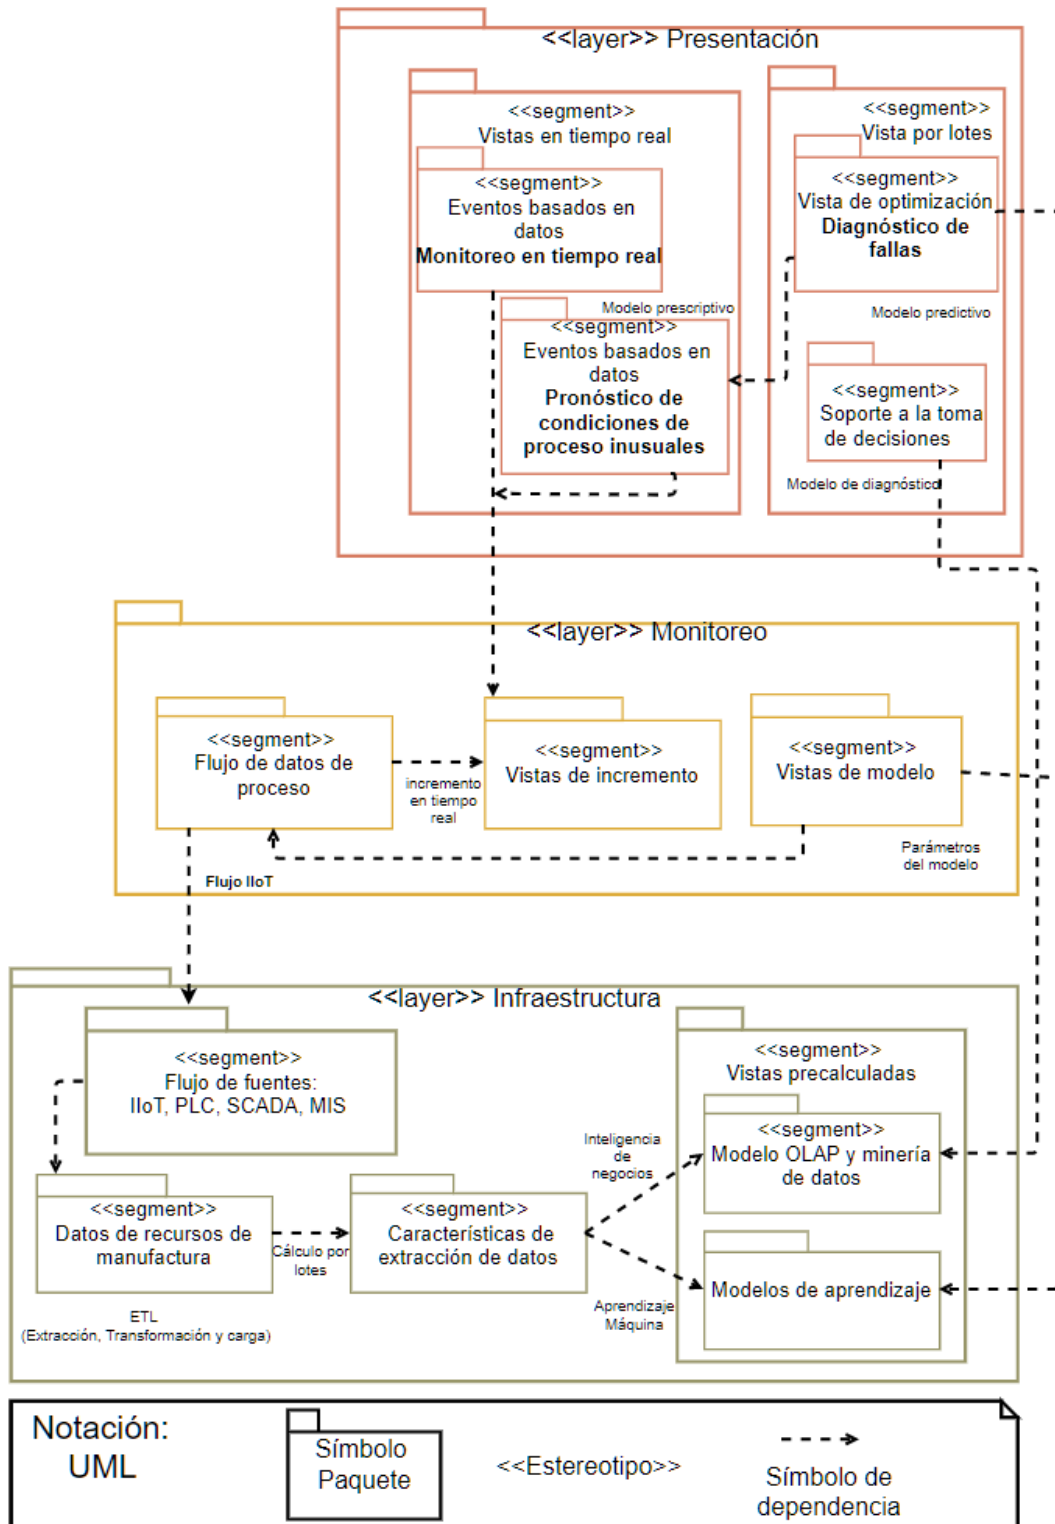 <<layer>> Presentación
<<segment>>
Vistas en tiempo real
<<segment>>
Eventos basados en
datos
Monitoreo en tiempo real
Modelo prescriptivo
<<segment>>
Eventos basados en
datos
Pronóstico de
condiciones de
proceso inusuales
<<segment>>
Vista por lotes
<<segment>>
Vista de optimización
Diagnóstico de
fallas
Modelo predictivo
<<segment>>
Soporte a la toma
de decisiones
Modelo de diagnóstico
<<layer>> Monitoreo
<<segment>>
Flujo de datos de
proceso
incremento
en tiempo
real
<<segment>>
Vistas de incremento
<<segment>>
Vistas de modelo
Parámetros
del modelo
Flujo IIoT
<<layer>> Infraestructura
<<segment>>
Flujo de fuentes:
IIoT, PLC, SCADA, MIS
<<segment>>
Datos de recursos de
manufactura
Cálculo por
lotes
ETL
(Extracción, Transformación y carga)
<<segment>>
Características de
extracción de datos
Inteligencia
de
negocios
Aprendizaje
Máquina
<<segment>>
Vistas precalculadas
<<segment>>
Modelo OLAP y minería
de datos
Modelos de aprendizaje
Notación:
UML
Símbolo
Paquete
<<Estereotipo>>
Símbolo de
dependencia